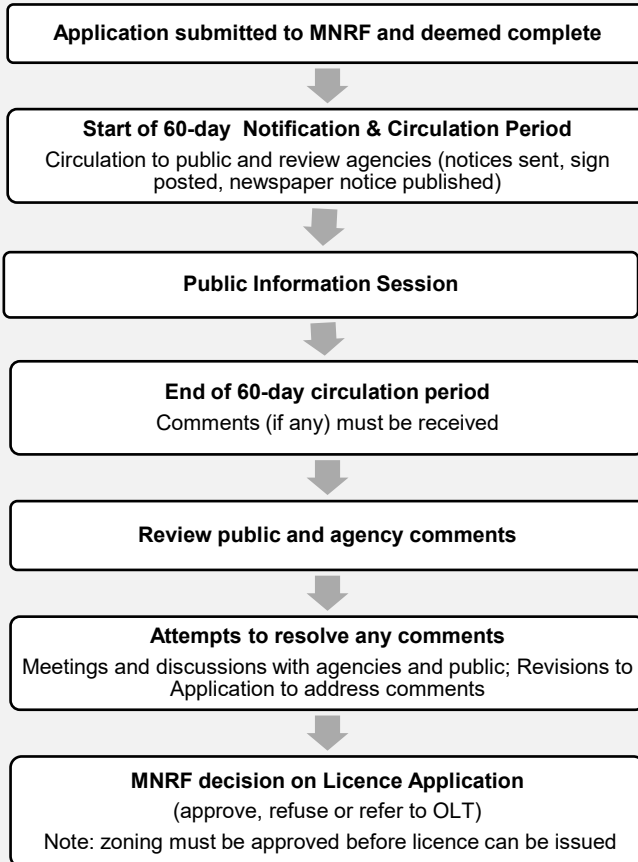 Application submitted to MNRF and deemed complete
Start of 60-day Notification & Circulation Period
Circulation to public and review agencies (notices sent, sign
posted, newspaper notice published)
Public Information Session
End of 60-day circulation period
Comments (if any) must be received
Review public and agency comments
Attempts to resolve any comments
Meetings and discussions with agencies and public; Revisions to
Application to address comments
MNRF decision on Licence Application
(approve, refuse or refer to OLT)
Note: zoning must be approved before licence can be issued